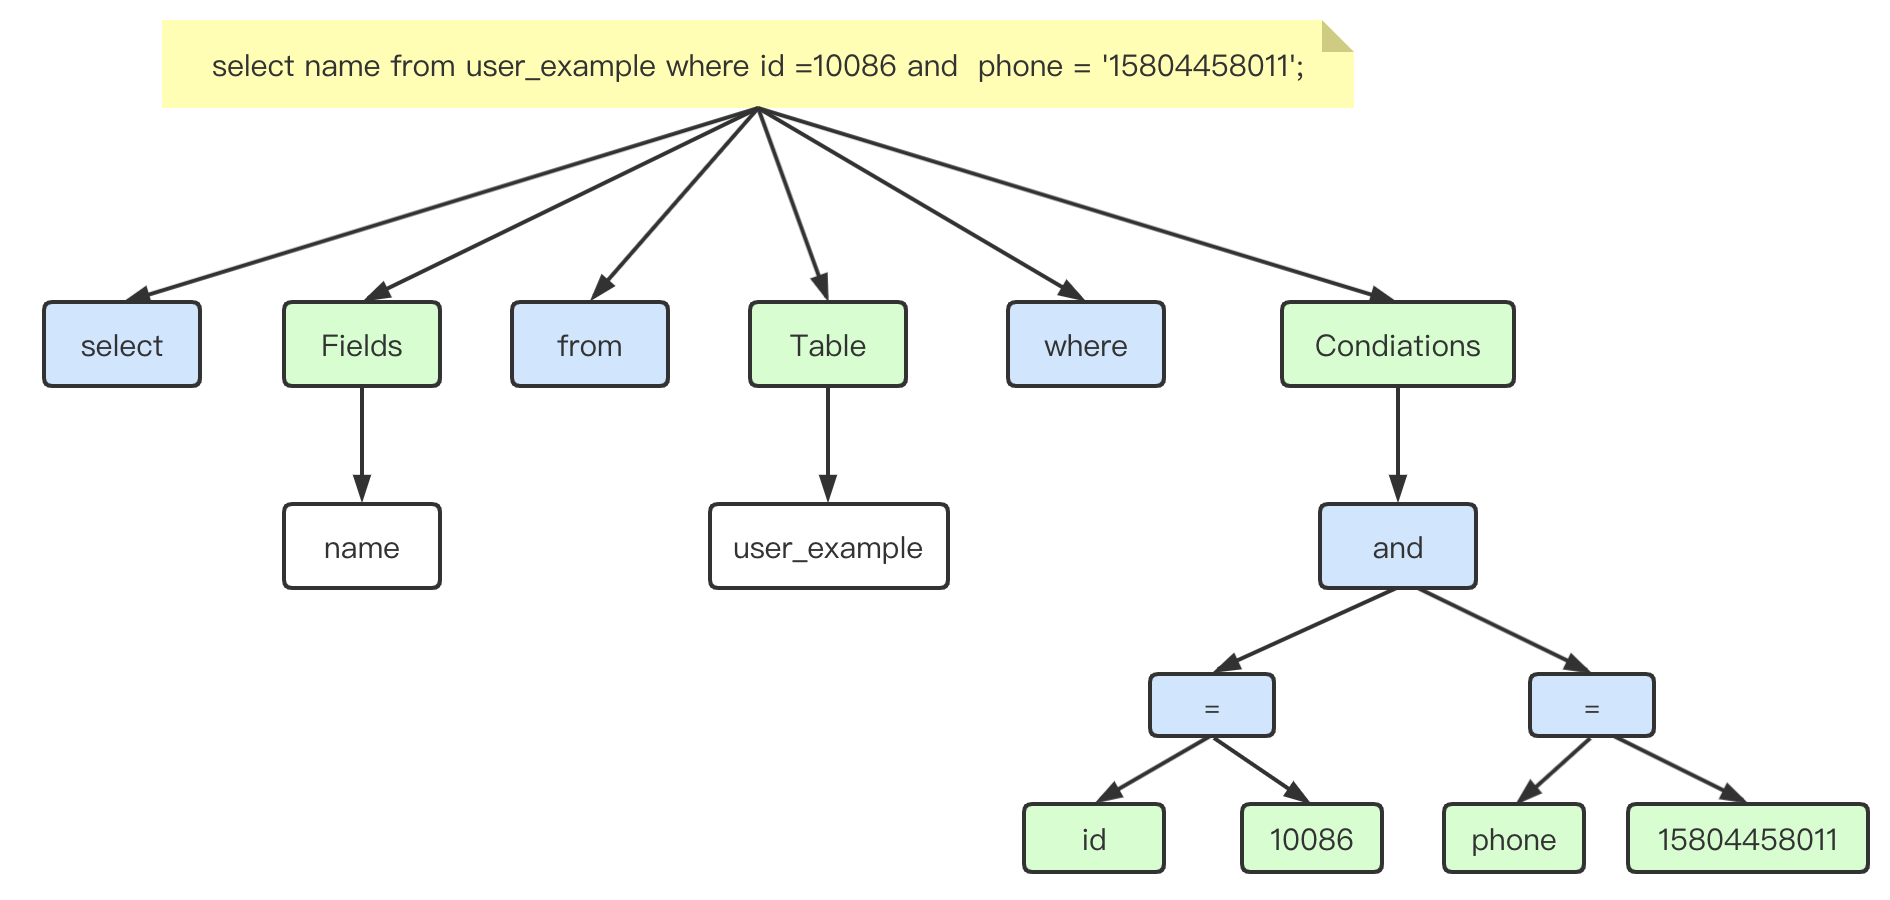 select name from user_example where id =10086 and  phone = '15804458011';
select
Fields
from
Table
where
Condiations
name
user_example
and
=
=
id
10086
phone
15804458011